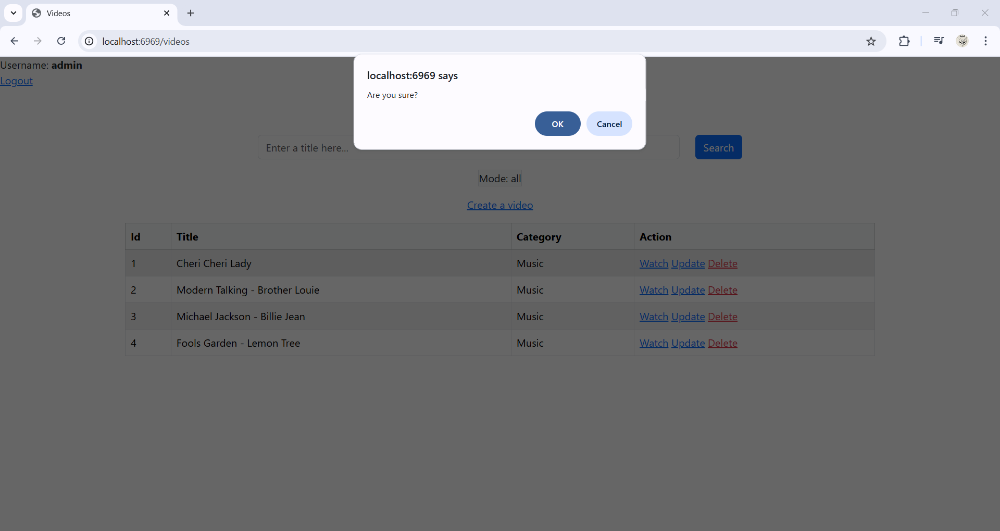 Videos
localhost:6969/videos
Username: admin
Logout
localhost:6969 says
Are you sure?
OK Cancel
Enter a title here... Search
Mode: all
Create a video
Id Title Category Action
1 Cheri Cheri Lady Music Watch Update Delete
2 Modern Talking - Brother Louie Music Watch Update Delete
3 Michael Jackson - Billie Jean Music Watch Update Delete
4 Fools Garden - Lemon Tree Music Watch Update Delete